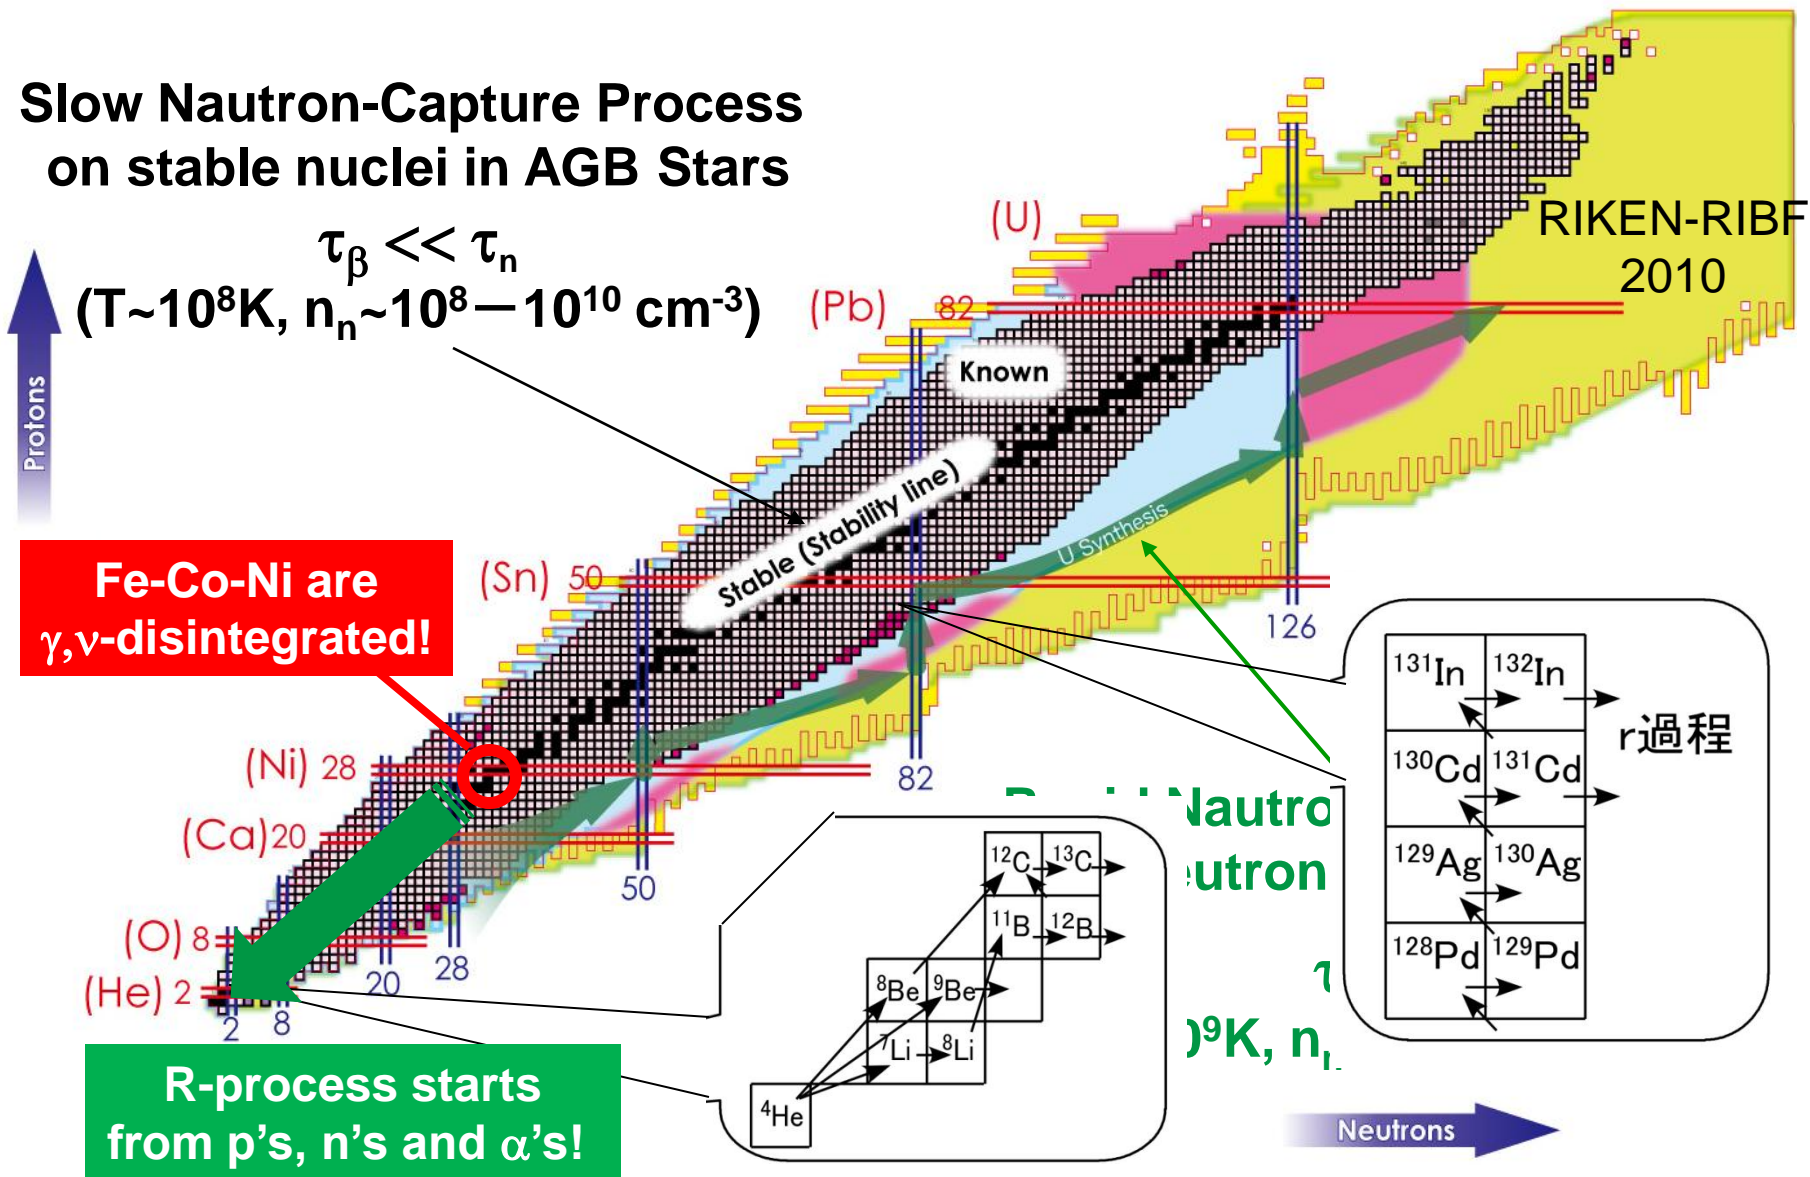 Slow Nautron-Capture Process
on stable nuclei in AGB Stars
τβ << τn
(T~10⁸K, nn~10⁸—10¹⁰ cm⁻³)
Protons
(U)
(Pb) 82
RIKEN-RIBF
2010
Known
Stable (Stability line)
U Synthesis
(Sn) 50
126
82
50
Fe-Co-Ni are
γ,ν-disintegrated!
(Ni) 28
(Ca) 20
(O) 8
(He) 2
2
8
20
28
R-process starts
from p's, n's and α's!
¹²C
¹³C
¹¹B
¹²B
⁸Be
⁹Be
⁷Li
⁸Li
⁴He
Nautro
eutron
τ
⁹K, n
¹³¹In
¹³²In
¹³⁰Cd
¹³¹Cd
¹²⁹Ag
¹³⁰Ag
¹²⁸Pd
¹²⁹Pd
r過程
Neutrons